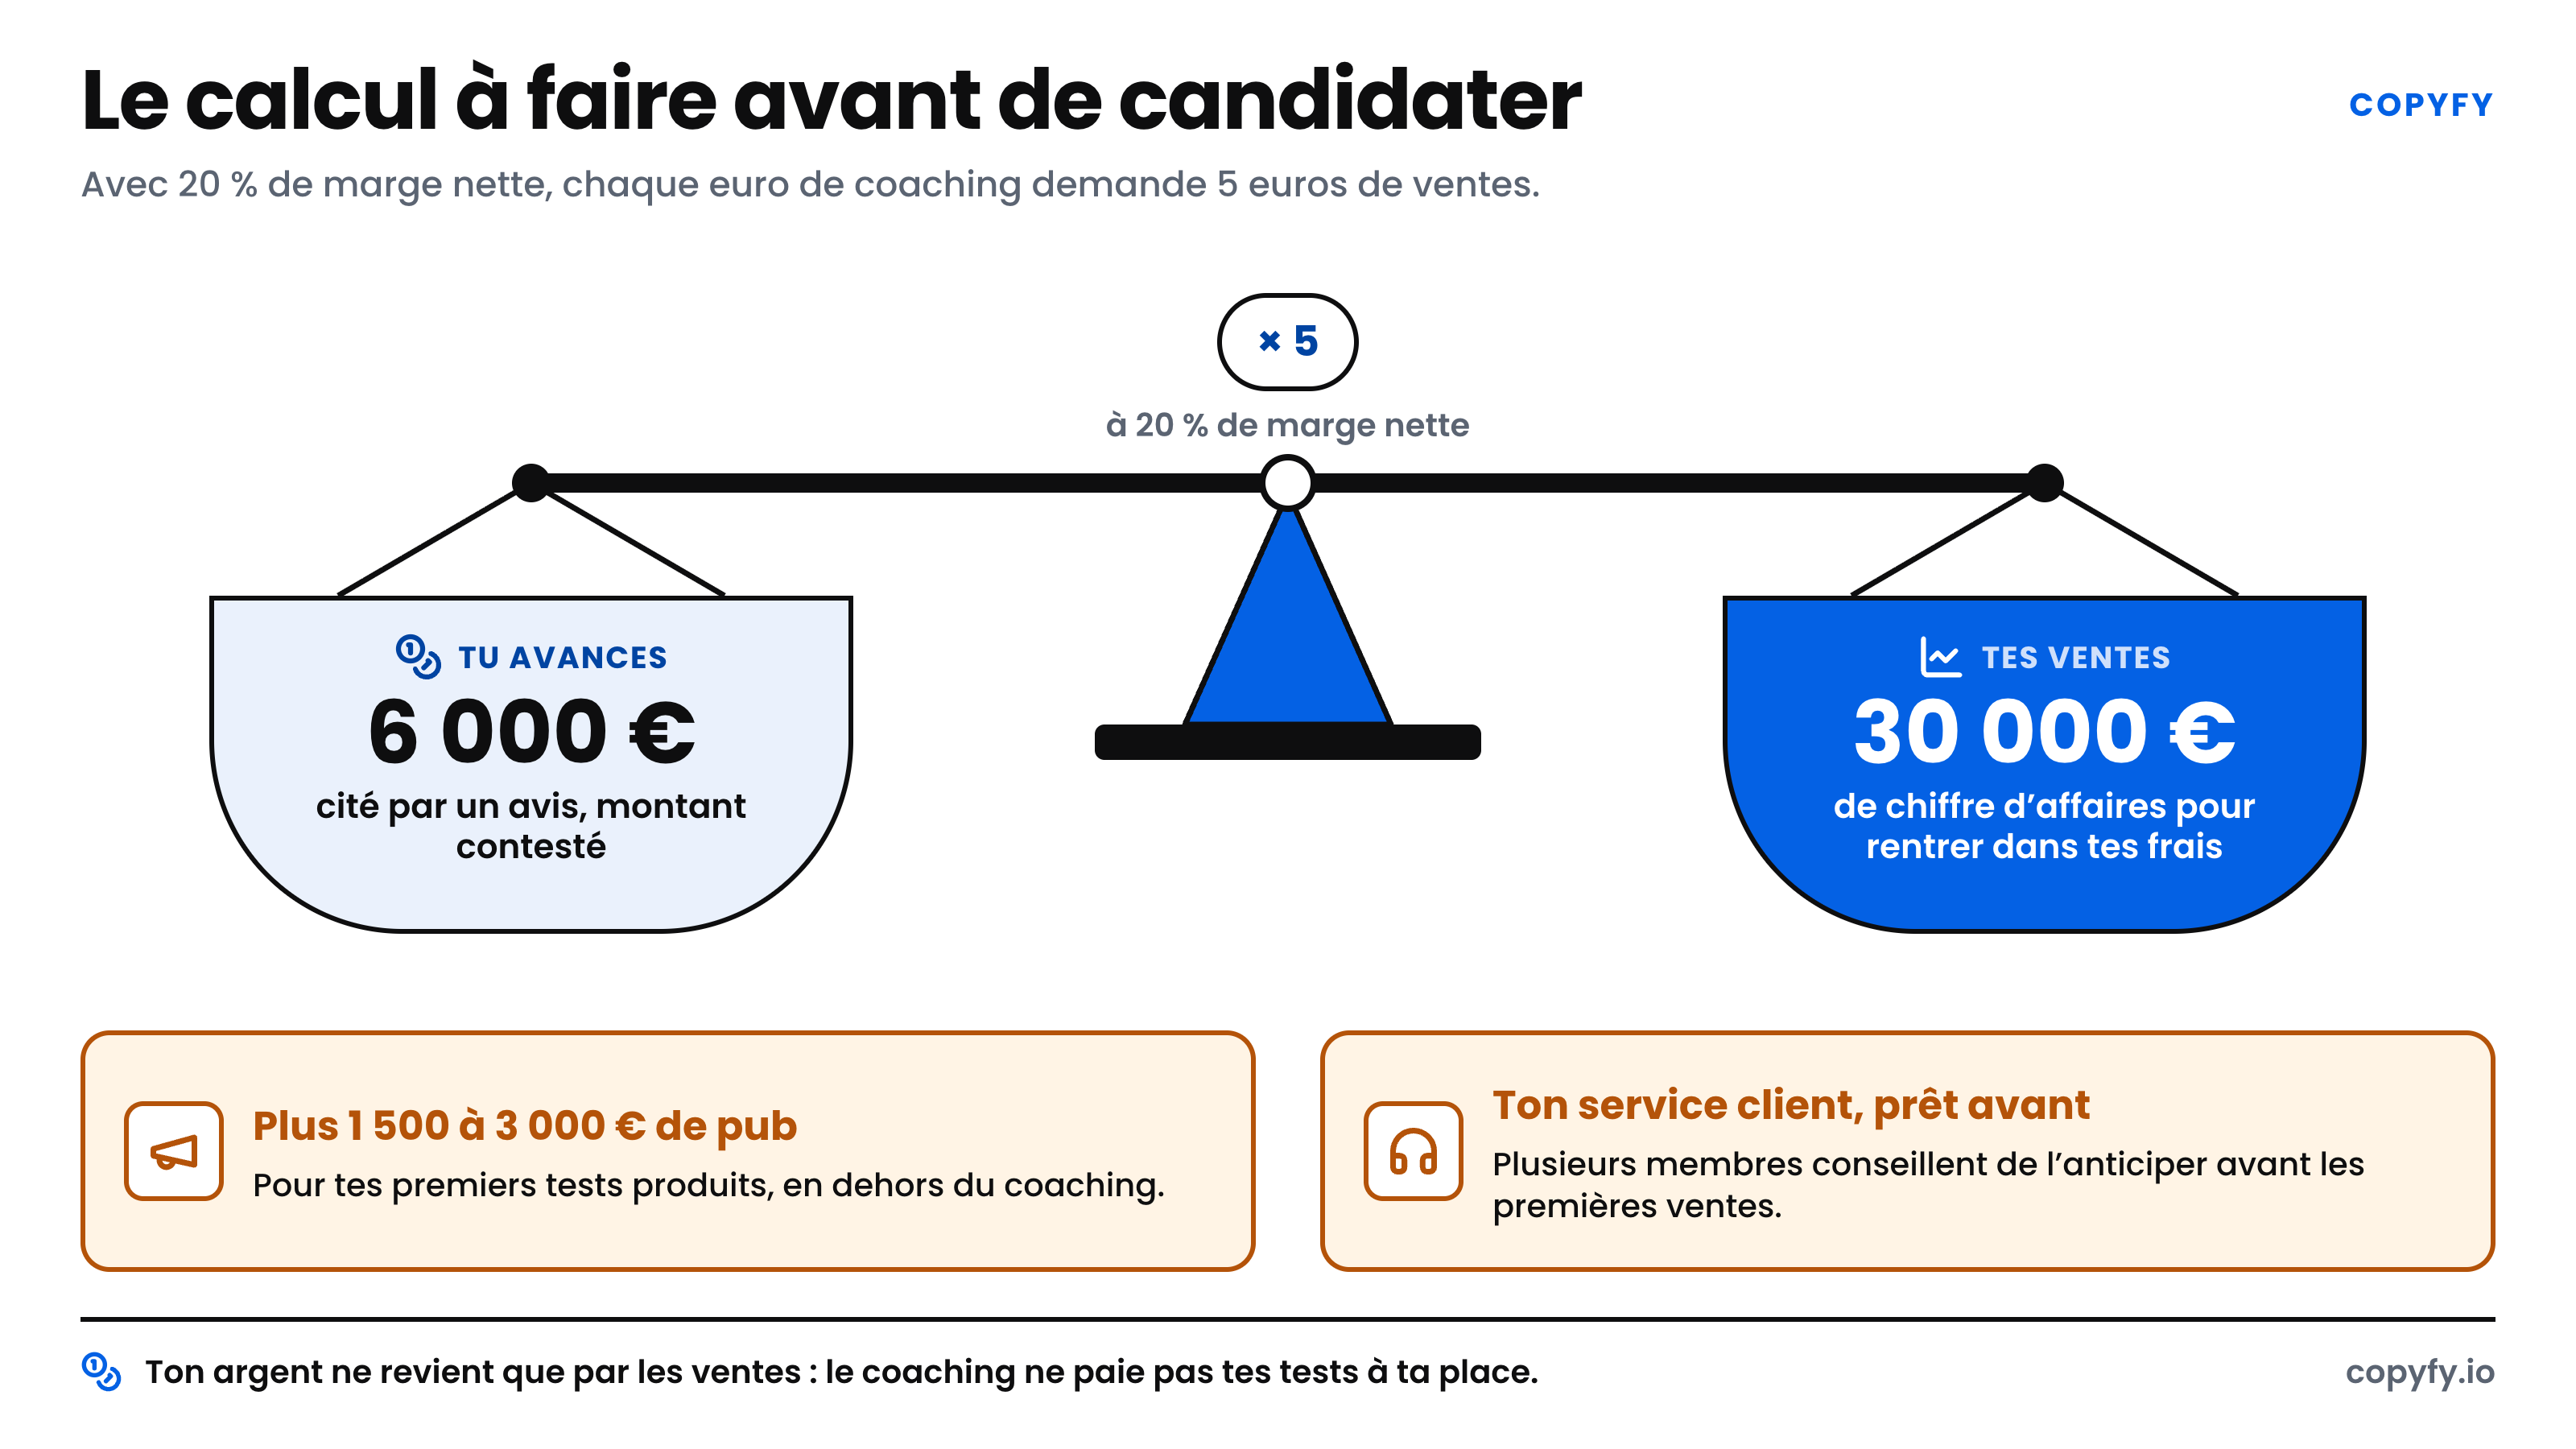 Le calcul à faire avant de candidater
COPYFY
Avec 20 % de marge nette, chaque euro de coaching demande 5 euros de ventes.
× 5
à 20 % de marge nette
TU AVANCES
6 000 €
cité par un avis, montant
contesté
TES VENTES
30 000 €
de chiffre d’affaires pour
rentrer dans tes frais
Plus 1 500 à 3 000 € de pub
Pour tes premiers tests produits, en dehors du coaching.
Ton service client, prêt avant
Plusieurs membres conseillent de l’anticiper avant les
premières ventes.
Ton argent ne revient que par les ventes : le coaching ne paie pas tes tests à ta place.
copyfy.io